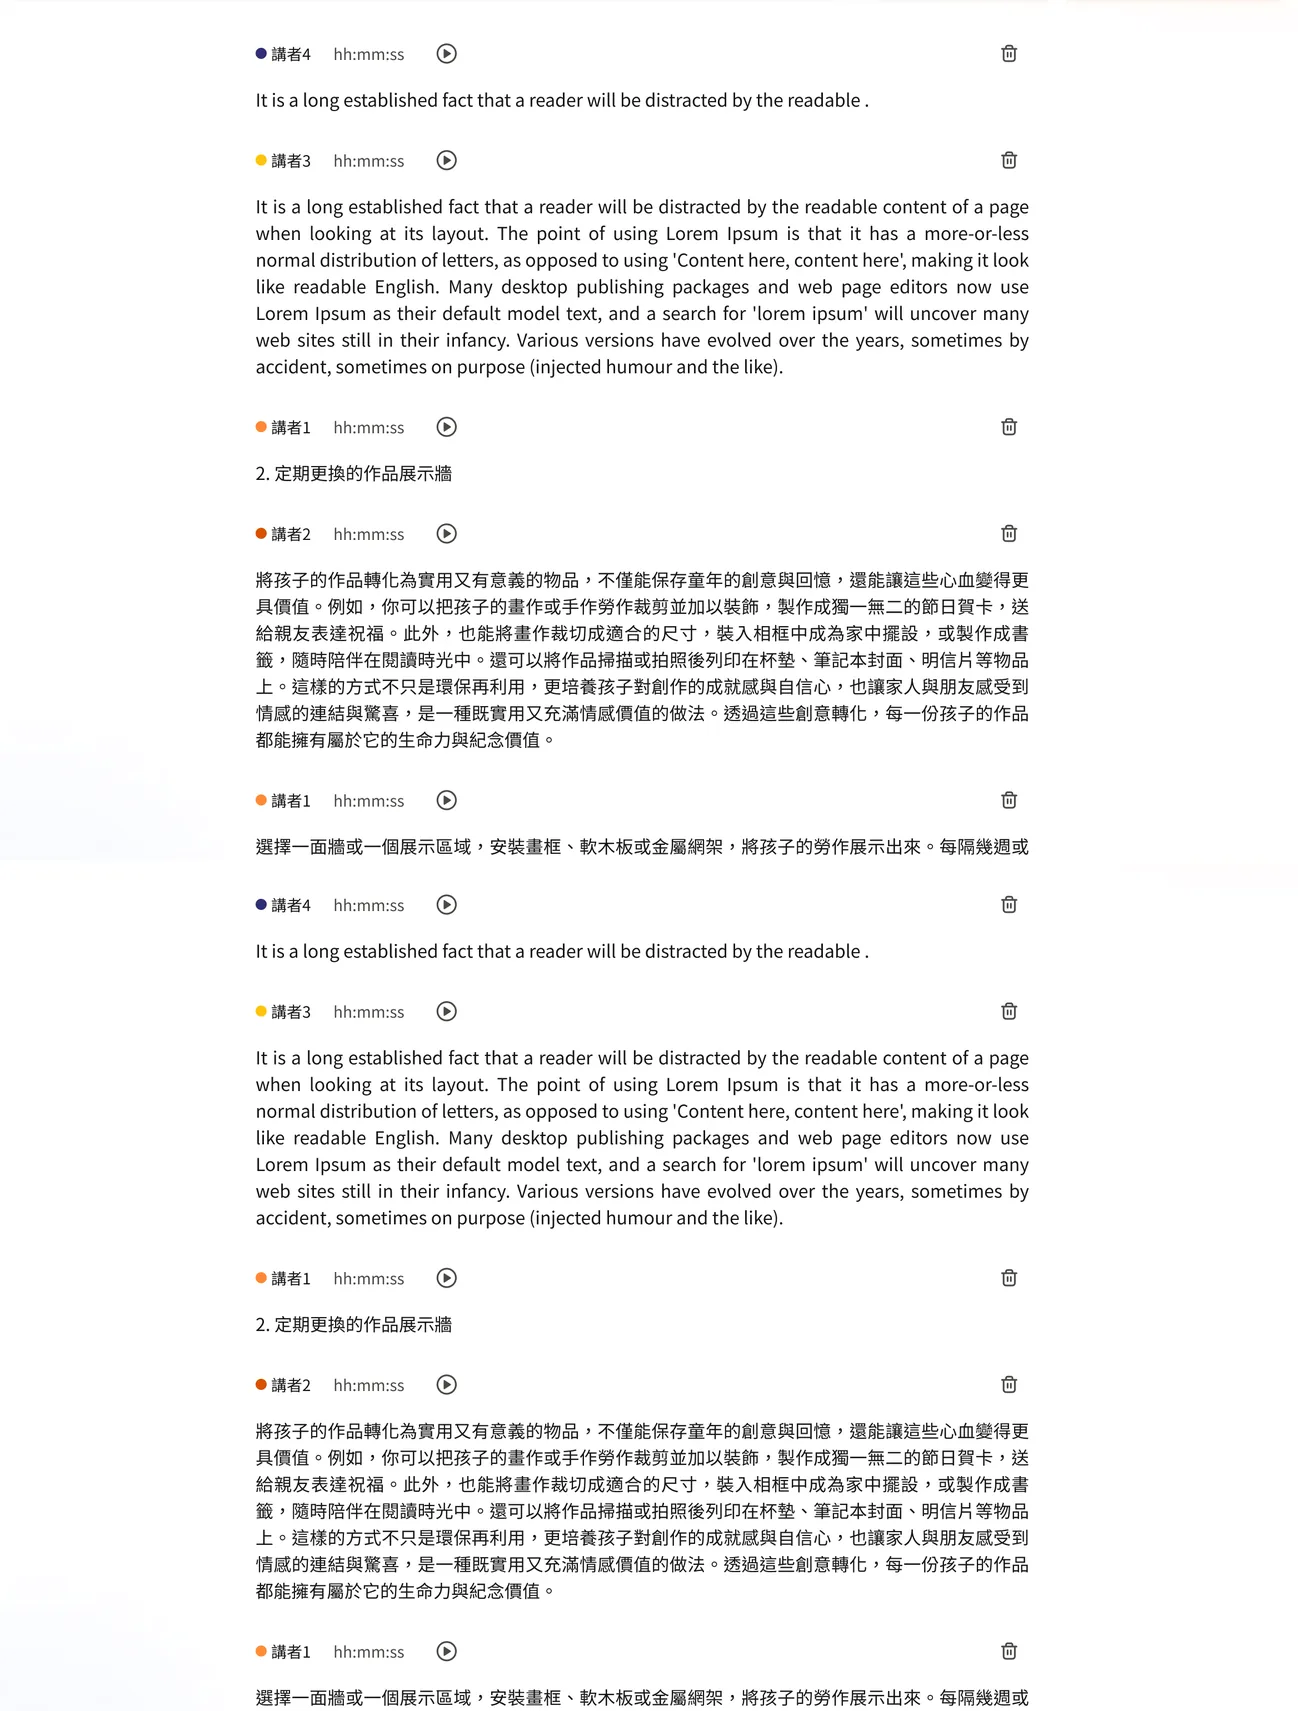 講者4 hh:mm:ss
It is a long established fact that a reader will be distracted by the readable .
講者3 hh:mm:ss
It is a long established fact that a reader will be distracted by the readable content of a page
when looking at its layout. The point of using Lorem Ipsum is that it has a more-or-less
normal distribution of letters, as opposed to using 'Content here, content here', making it look
like readable English. Many desktop publishing packages and web page editors now use
Lorem Ipsum as their default model text, and a search for 'lorem ipsum' will uncover many
web sites still in their infancy. Various versions have evolved over the years, sometimes by
accident, sometimes on purpose (injected humour and the like).
講者1 hh:mm:ss
2. 定期更換的作品展示牆
講者2 hh:mm:ss
將孩子的作品轉化為實用又有意義的物品，不僅能保存童年的創意與回憶，還能讓這些心血變得更
具價值。例如，你可以把孩子的畫作或手作勞作裁剪並加以裝飾，製作成獨一無二的節日賀卡，送
給親友表達祝福。此外，也能將畫作裁切成適合的尺寸，裝入相框中成為家中擺設，或製作成書
籤，隨時陪伴在閱讀時光中。還可以將作品掃描或拍照後列印在杯墊、筆記本封面、明信片等物品
上。這樣的方式不只是環保再利用，更培養孩子對創作的成就感與自信心，也讓家人與朋友感受到
情感的連結與驚喜，是一種既實用又充滿情感價值的做法。透過這些創意轉化，每一份孩子的作品
都能擁有屬於它的生命力與紀念價值。
講者1 hh:mm:ss
選擇一面牆或一個展示區域，安裝畫框、軟木板或金屬網架，將孩子的勞作展示出來。每隔幾週或
講者4 hh:mm:ss
It is a long established fact that a reader will be distracted by the readable .
講者3 hh:mm:ss
It is a long established fact that a reader will be distracted by the readable content of a page
when looking at its layout. The point of using Lorem Ipsum is that it has a more-or-less
normal distribution of letters, as opposed to using 'Content here, content here', making it look
like readable English. Many desktop publishing packages and web page editors now use
Lorem Ipsum as their default model text, and a search for 'lorem ipsum' will uncover many
web sites still in their infancy. Various versions have evolved over the years, sometimes by
accident, sometimes on purpose (injected humour and the like).
講者1 hh:mm:ss
2. 定期更換的作品展示牆
講者2 hh:mm:ss
將孩子的作品轉化為實用又有意義的物品，不僅能保存童年的創意與回憶，還能讓這些心血變得更
具價值。例如，你可以把孩子的畫作或手作勞作裁剪並加以裝飾，製作成獨一無二的節日賀卡，送
給親友表達祝福。此外，也能將畫作裁切成適合的尺寸，裝入相框中成為家中擺設，或製作成書
籤，隨時陪伴在閱讀時光中。還可以將作品掃描或拍照後列印在杯墊、筆記本封面、明信片等物品
上。這樣的方式不只是環保再利用，更培養孩子對創作的成就感與自信心，也讓家人與朋友感受到
情感的連結與驚喜，是一種既實用又充滿情感價值的做法。透過這些創意轉化，每一份孩子的作品
都能擁有屬於它的生命力與紀念價值。
講者1 hh:mm:ss
選擇一面牆或一個展示區域，安裝畫框、軟木板或金屬網架，將孩子的勞作展示出來。每隔幾週或